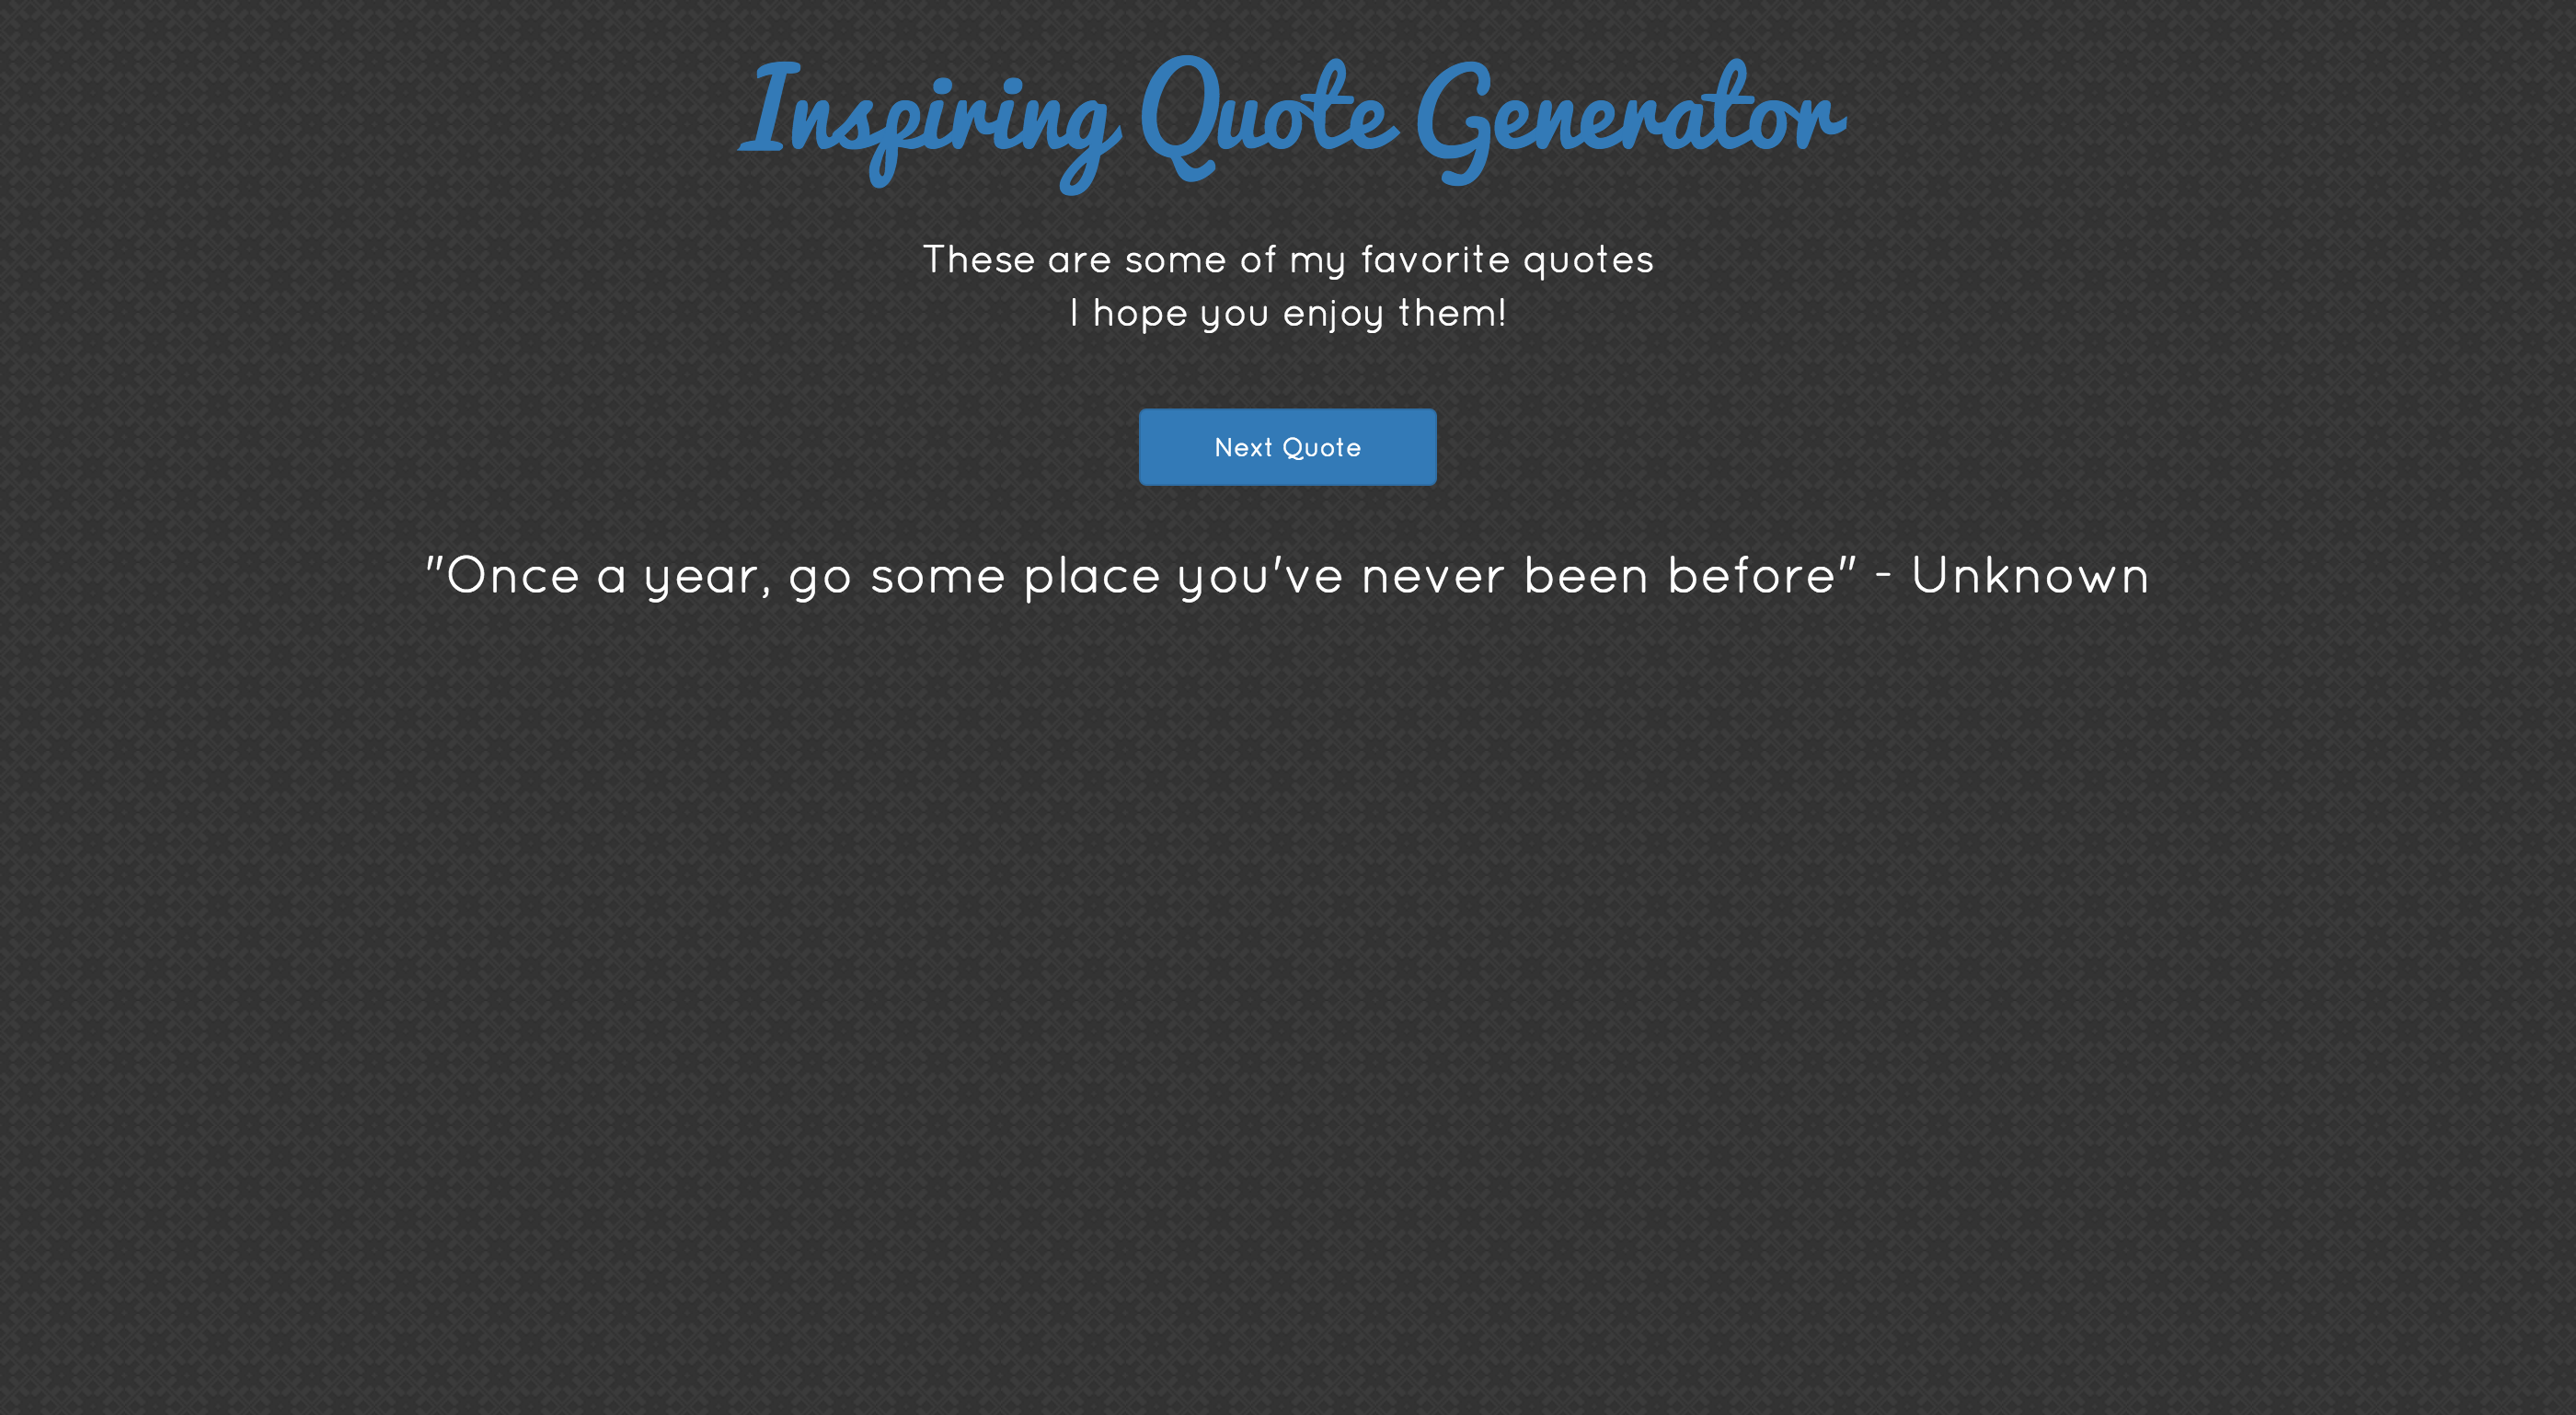 Inspiring Quote Generator
These are some of my favorite quotes
I hope you enjoy them!
Next Quote
"Once a year, go some place you've never been before" - Unknown